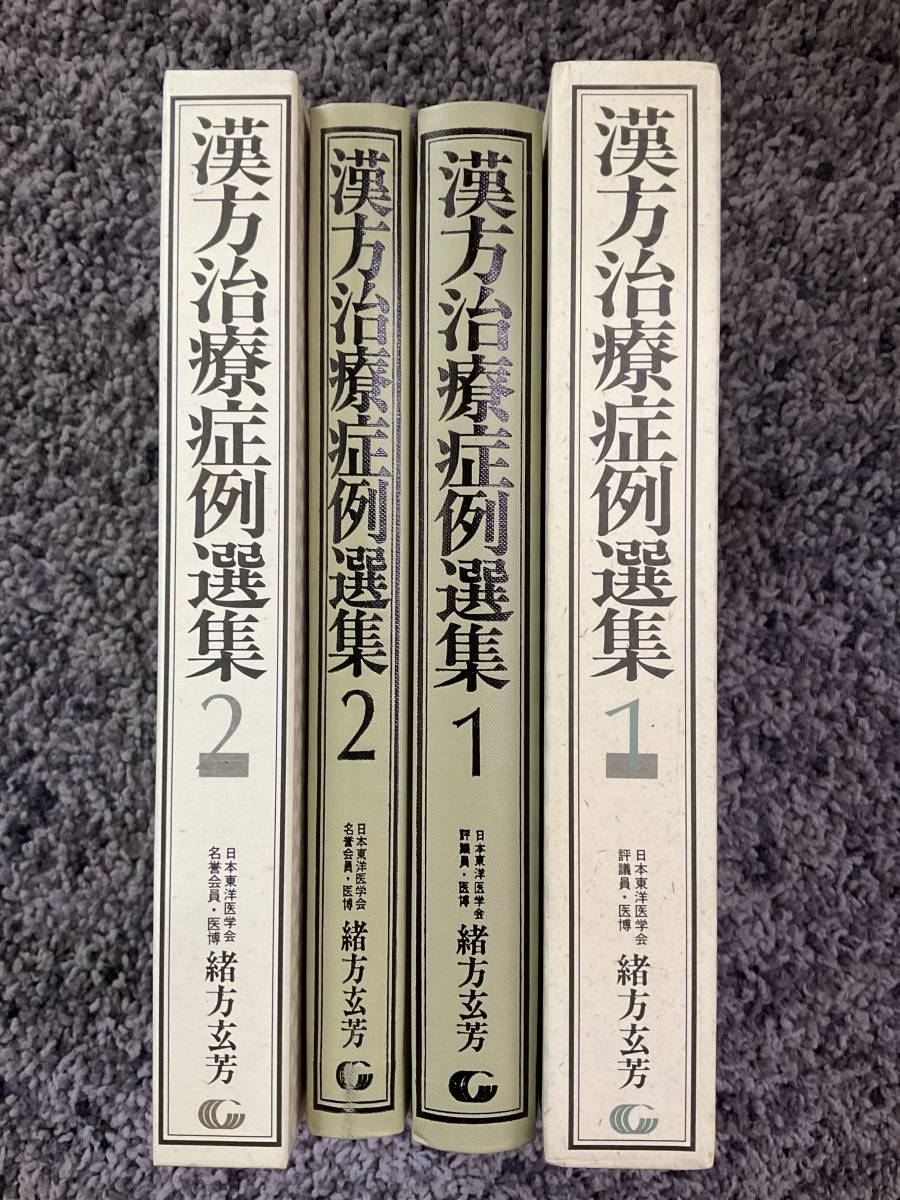 漢方治療症例選集
2
日本東洋医学会
名誉会員・医博
緒方玄芳
漢方治療症例選集
2
日本東洋医学会
名誉会員・医博
緒方玄芳
漢方治療症例選集
1
日本東洋医学会
評議員・医博
緒方玄芳
漢方治療症例選集
1
日本東洋医学会
評議員・医博
緒方玄芳